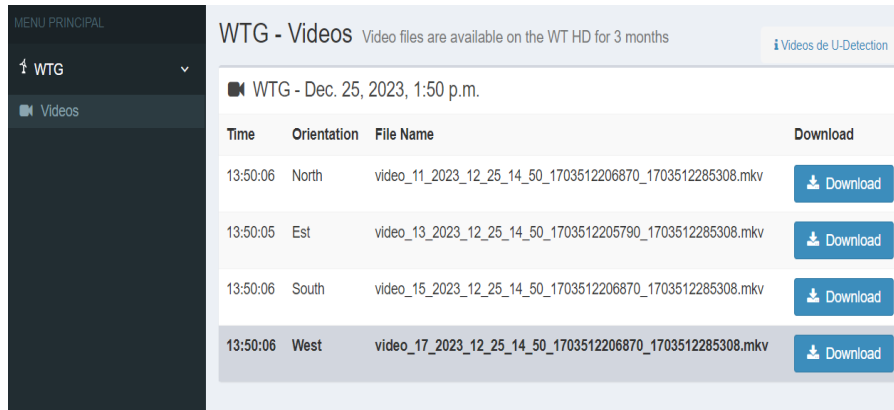 MENU PRINCIPAL
WTG
Videos
WTG - Videos Video files are available on the WT HD for 3 months
i Videos de U-Detection
WTG - Dec. 25, 2023, 1:50 p.m.
Time Orientation File Name Download
13:50:06 North video_11_2023_12_25_14_50_1703512206870_1703512285308.mkv Download
13:50:05 Est video_13_2023_12_25_14_50_1703512205790_1703512285308.mkv Download
13:50:06 South video_15_2023_12_25_14_50_1703512206870_1703512285308.mkv Download
13:50:06 West video_17_2023_12_25_14_50_1703512206870_1703512285308.mkv Download